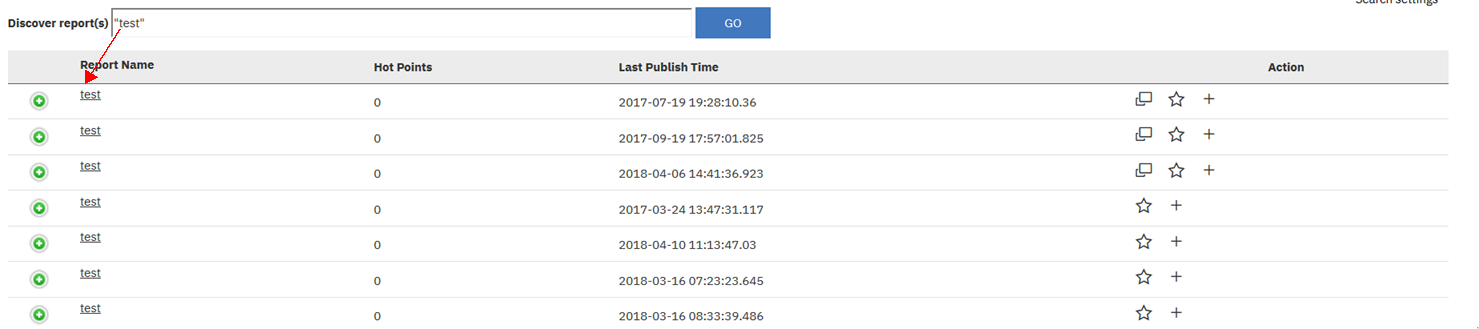 Search settings
Discover report(s) "test" GO
Report Name Hot Points Last Publish Time Action
test 0 2017-07-19 19:28:10.36
test 0 2017-09-19 17:57:01.825
test 0 2018-04-06 14:41:36.923
test 0 2017-03-24 13:47:31.117
test 0 2018-04-10 11:13:47.03
test 0 2018-03-16 07:23:23.645
test 0 2018-03-16 08:33:39.486